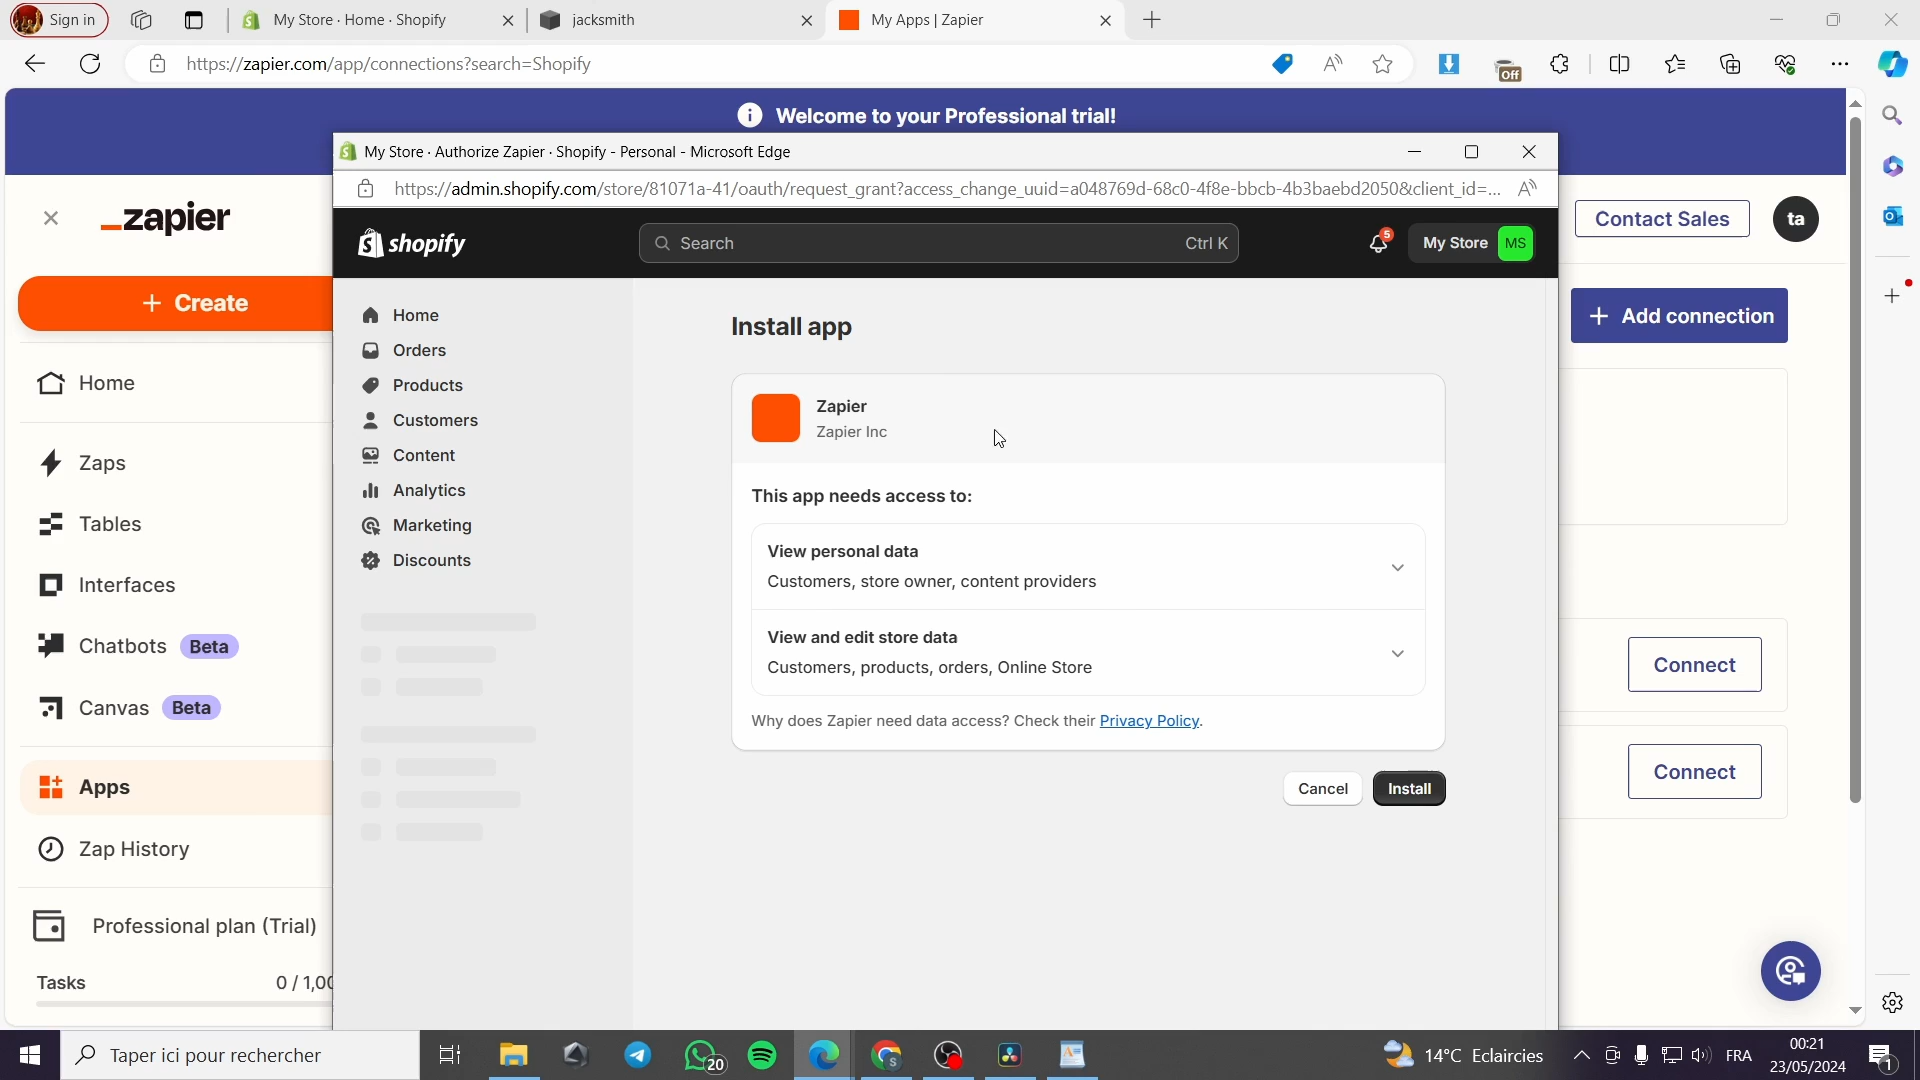 Sign in
My Store · Home · Shopify
jacksmith
My Apps | Zapier
https://zapier.com/app/connections?search=Shopify
Off
Welcome to your Professional trial!
My Store · Authorize Zapier · Shopify - Personal - Microsoft Edge
https://admin.shopify.com/store/81071a-41/oauth/request_grant?access_change_uuid=a048769d-68c0-4f8e-bbcb-4b3baebd2050&client_id=...
zapier
Contact Sales
ta
shopify
Search
Ctrl K
5
My Store
MS
+ Create
+ Add connection
Home
Zaps
Tables
Interfaces
Chatbots Beta
Canvas Beta
Apps
Zap History
Professional plan (Trial)
Tasks
0 / 1,00
Home
Orders
Products
Customers
Content
Analytics
Marketing
Discounts
Install app
Zapier
Zapier Inc
This app needs access to:
View personal data
Customers, store owner, content providers
View and edit store data
Customers, products, orders, Online Store
Why does Zapier need data access? Check their Privacy Policy.
Cancel
Install
Connect
Connect
Taper ici pour rechercher
20
S
14°C Eclaircies
FRA
00:21
23/05/2024
1